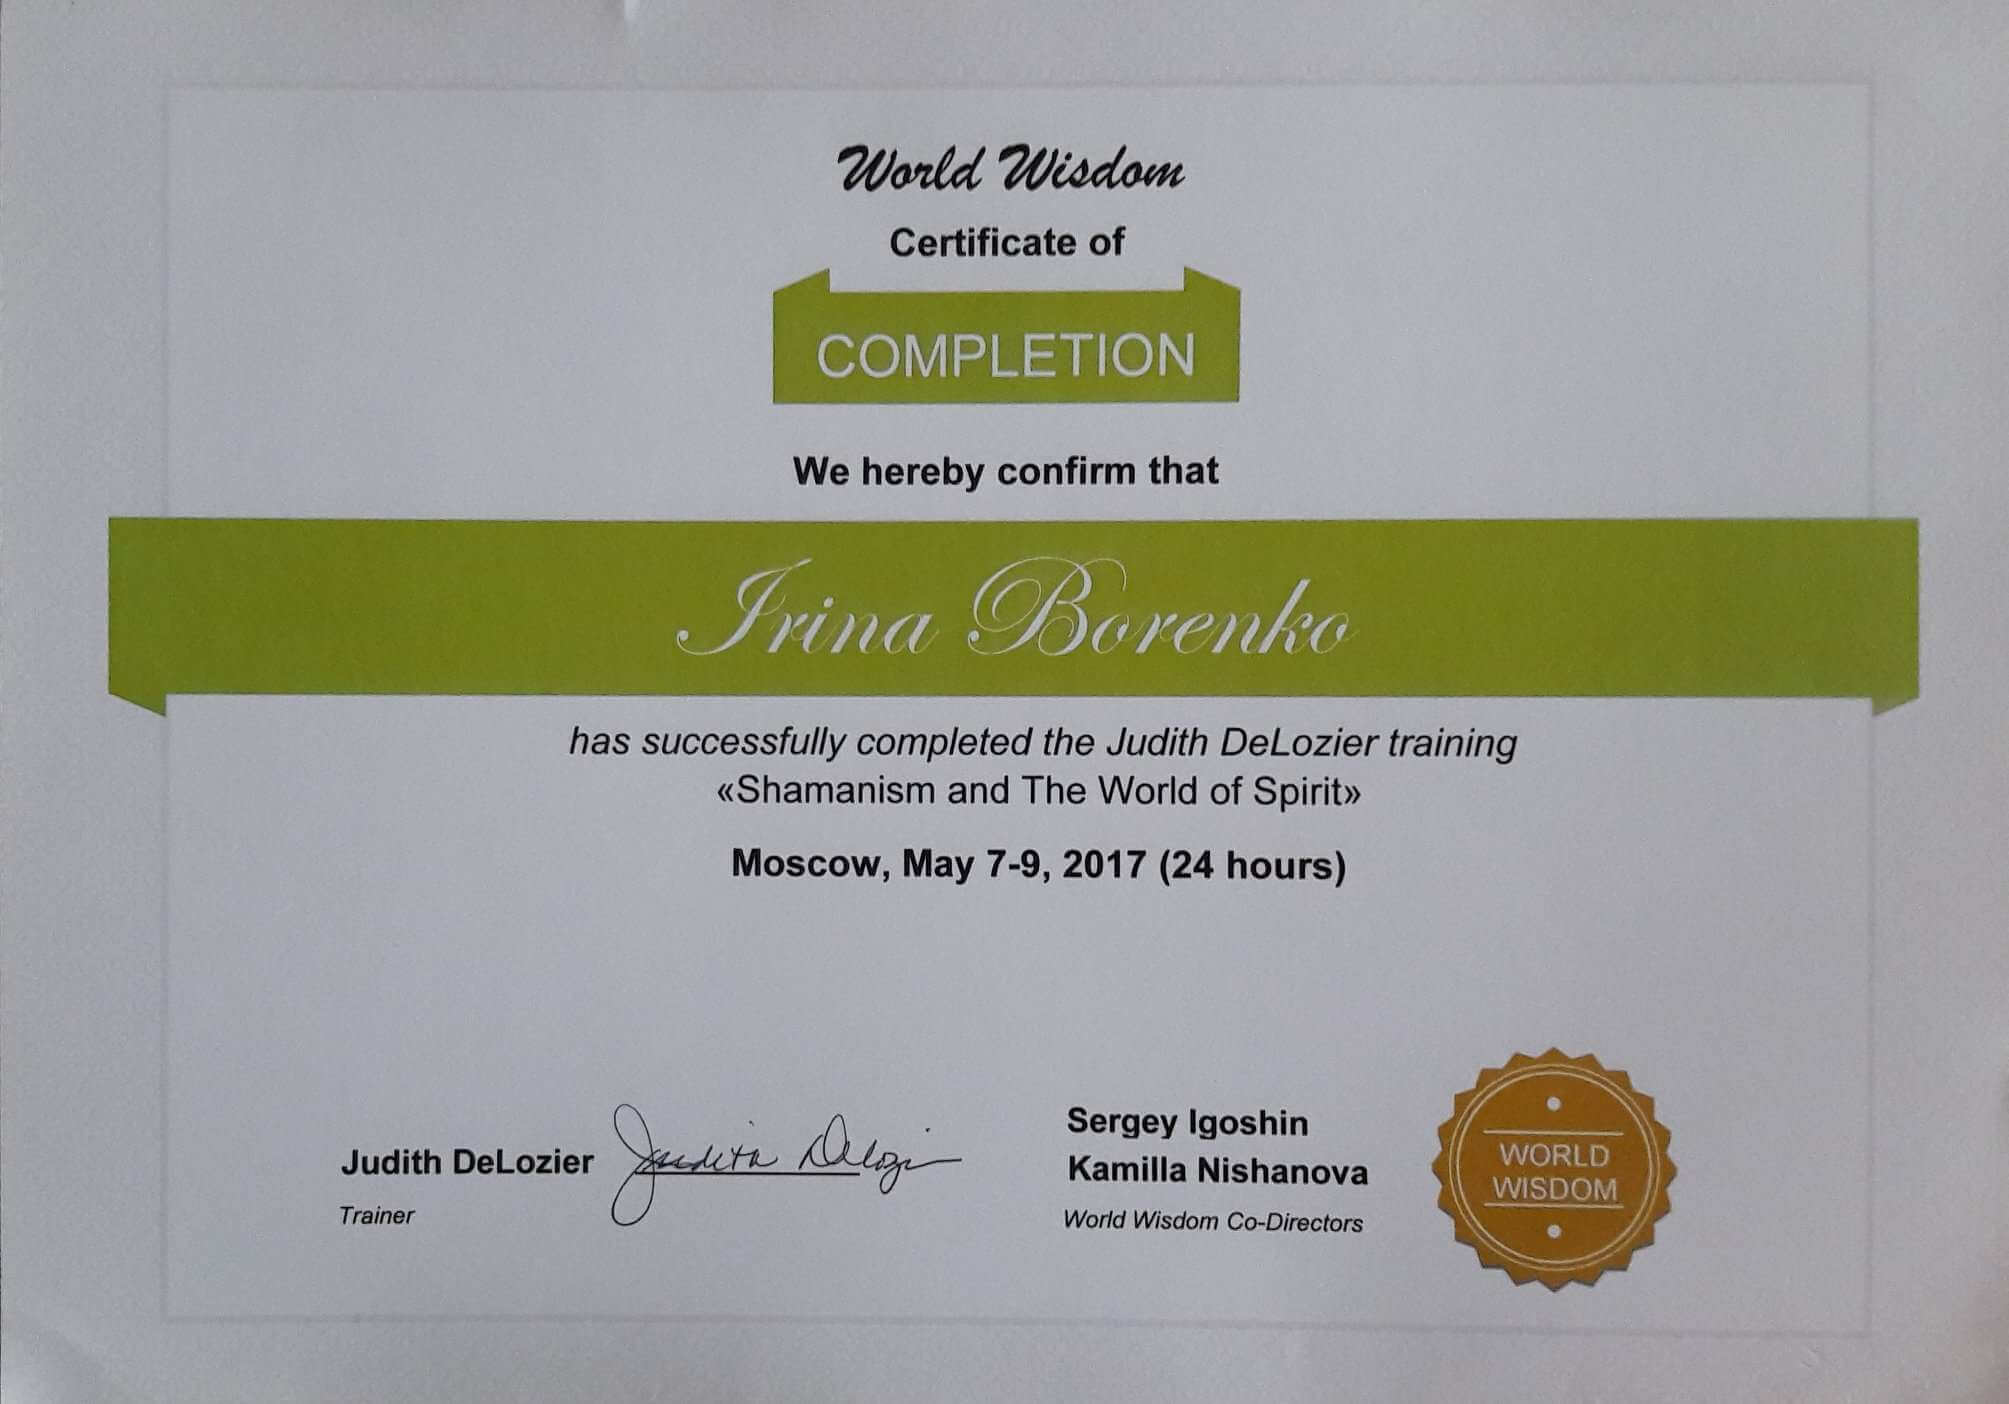 World Wisdom
Certificate of
COMPLETION
We hereby confirm that
Irina Borenko
has successfully completed the Judith DeLozier training
«Shamanism and The World of Spirit»
Moscow, May 7-9, 2017 (24 hours)
Judith DeLozier
Judith Delozier
Trainer
Sergey Igoshin
Kamilla Nishanova
World Wisdom Co-Directors
WORLD
WISDOM